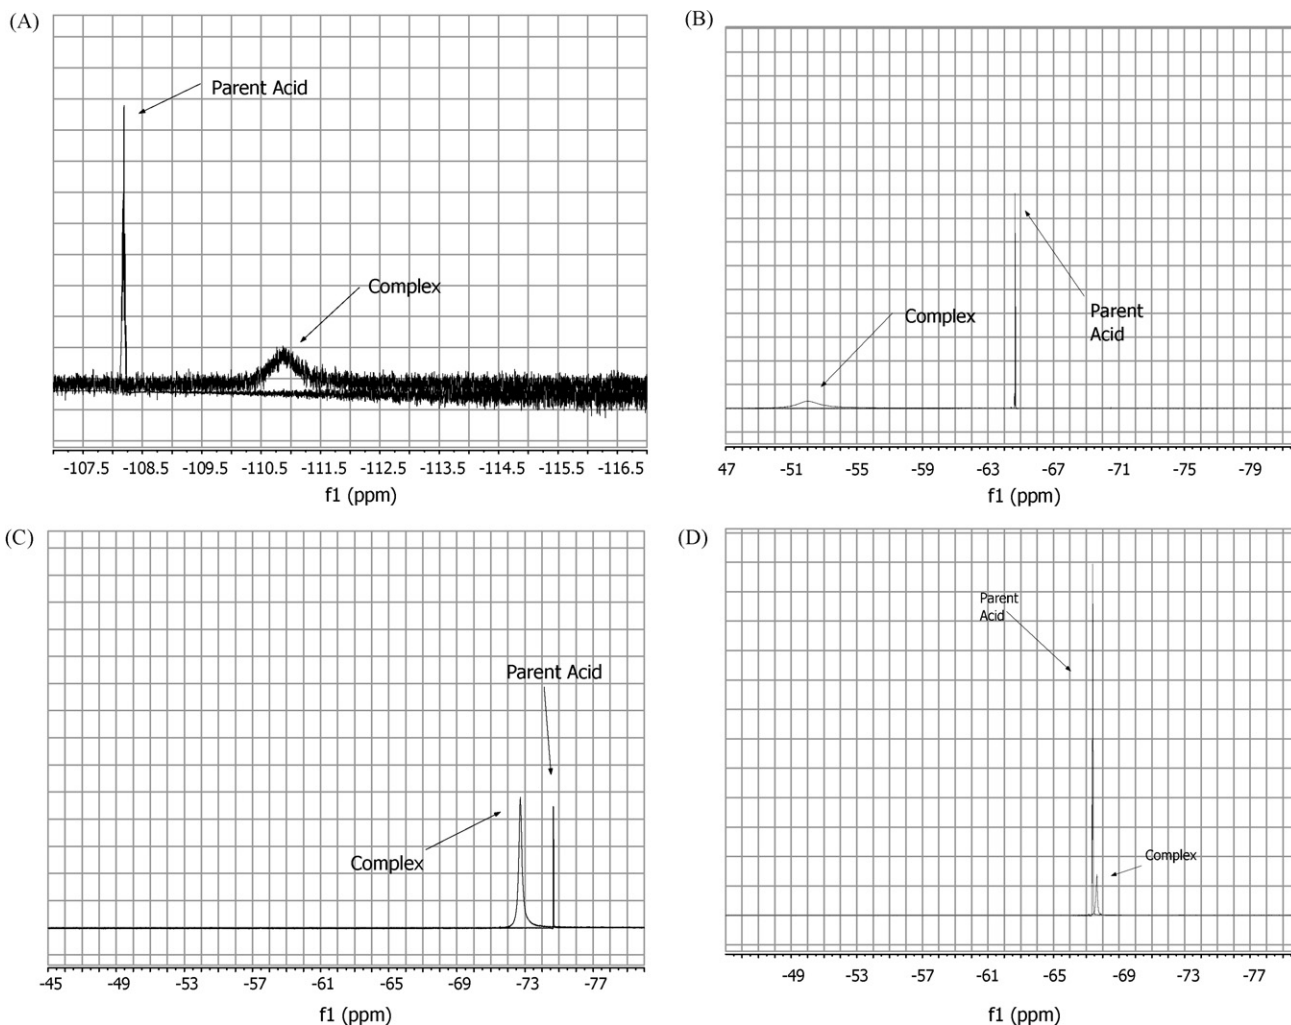 (A)
Parent Acid
Complex
-107.5 -108.5 -109.5 -110.5 -111.5 -112.5 -113.5 -114.5 -115.5 -116.5
f1 (ppm)
(B)
Complex
Parent
Acid
47 -51 -55 -59 -63 -67 -71 -75 -79
f1 (ppm)
(C)
Parent Acid
Complex
-45 -49 -53 -57 -61 -65 -69 -73 -77
f1 (ppm)
(D)
Parent
Acid
Complex
-49 -53 -57 -61 -65 -69 -73 -77
f1 (ppm)